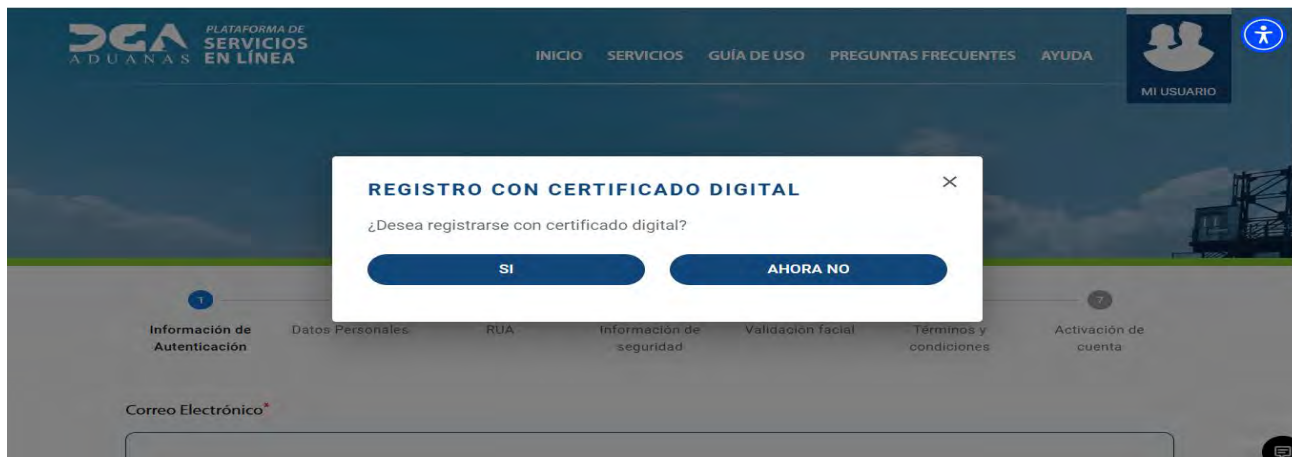 DGA
ADUANAS
PLATAFORMA DE
SERVICIOS
EN LÍNEA
INICIO SERVICIOS GUÍA DE USO PREGUNTAS FRECUENTES AYUDA
MI USUARIO
REGISTRO CON CERTIFICADO DIGITAL
¿Desea registrarse con certificado digital?
SI AHORA NO
1 7
Información de Autenticación
Datos Personales
RUA
Información de seguridad
Validación facial
Términos y condiciones
Activación de cuenta
Correo Electrónico*